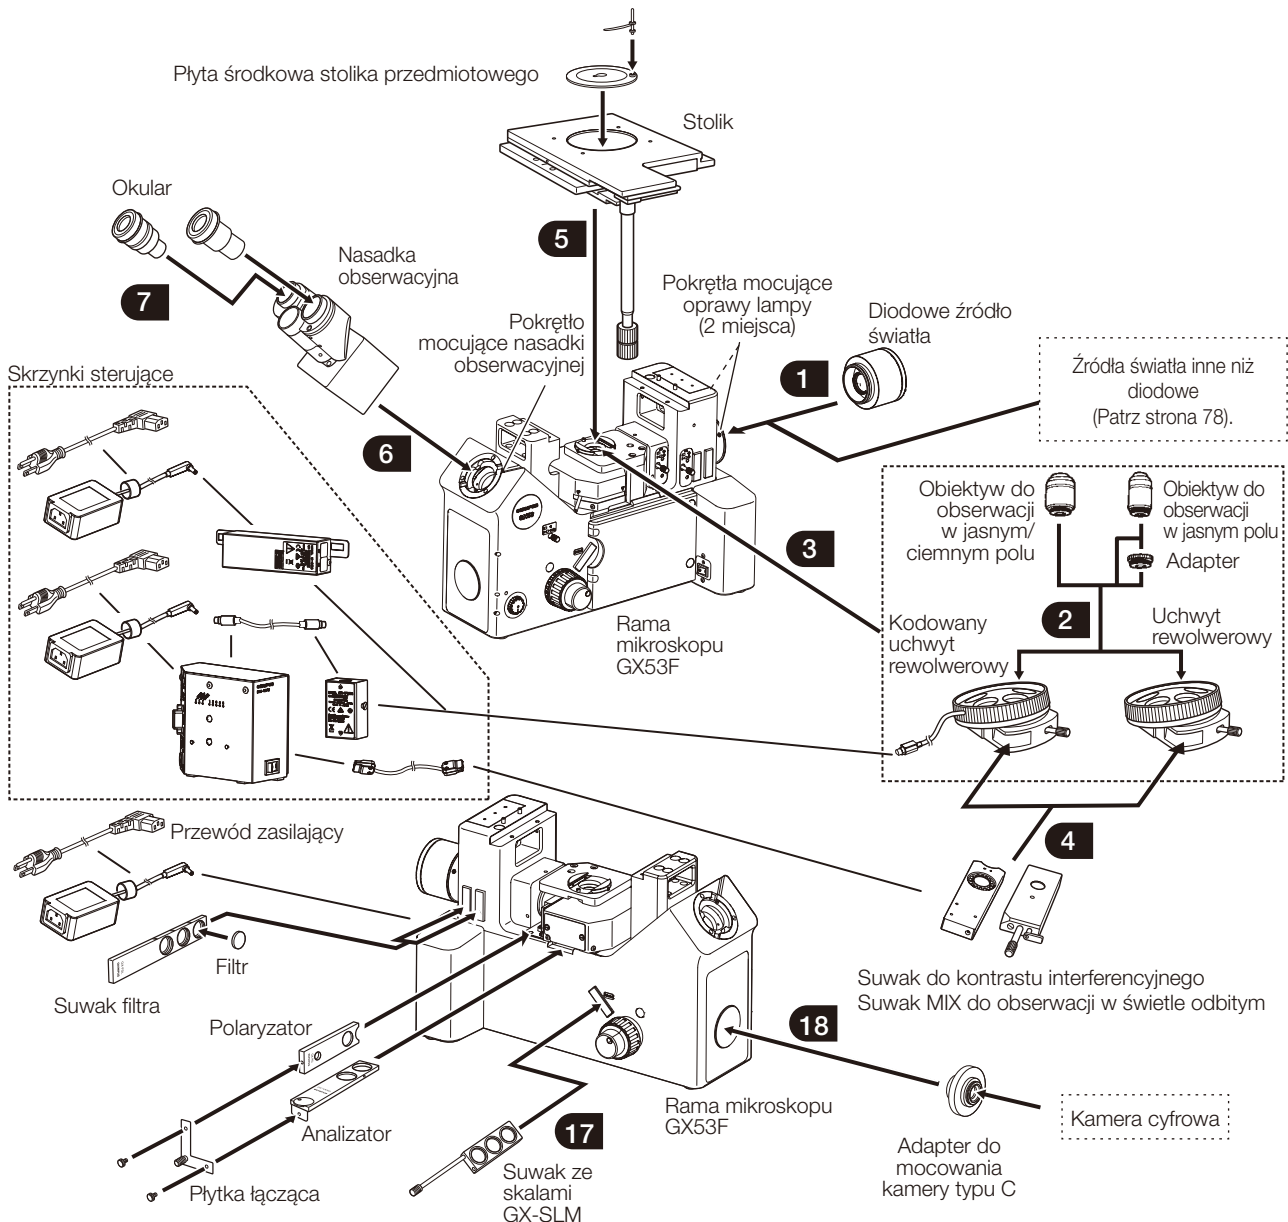 Płyta środkowa stolika przedmiotowego
Stolik
Okular
5
7
Nasadka
obserwacyjna
Pokrętło
mocujące nasadki
obserwacyjnej
Pokrętła mocujące
oprawy lampy
(2 miejsca)
Diodowe źródło
światła
1
Źródła światła inne niż
diodowe
(Patrz strona 78).
Skrzynki sterujące
6
3
Obiektyw do
obserwacji
w jasnym/
ciemnym polu
Obiektyw do
obserwacji
w jasnym polu
Adapter
2
Kodowany
uchwyt
rewolwerowy
Uchwyt
rewolwerowy
Rama
mikroskopu
GX53F
4
Przewód zasilający
Filtr
Suwak filtra
Polaryzator
Analizator
Płytka łącząca
17
Suwak ze
skalami
GX-SLM
Rama mikroskopu
GX53F
18
Suwak do kontrastu interferencyjnego
Suwak MIX do obserwacji w świetle odbitym
Adapter do
mocowania
kamery typu C
Kamera cyfrowa